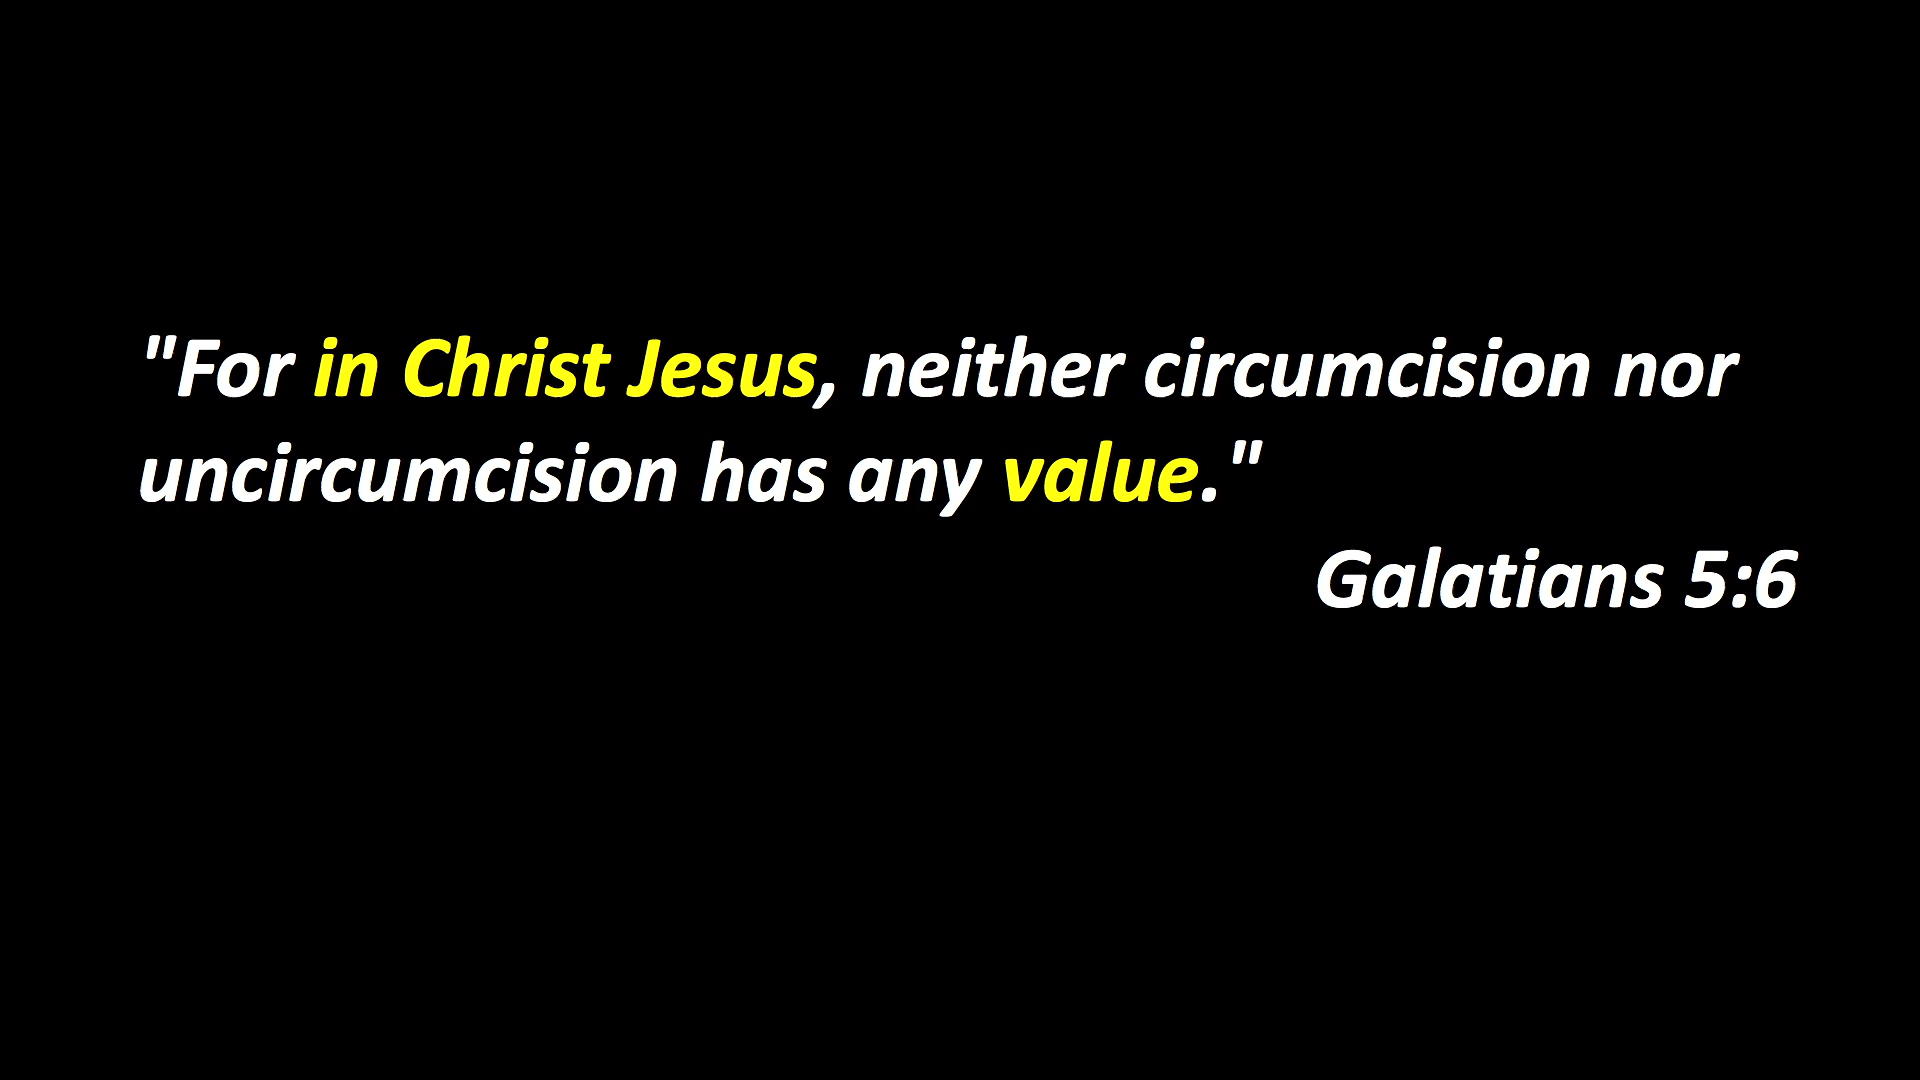 "For in Christ Jesus, neither circumcision nor
uncircumcision has any value."
Galatians 5:6